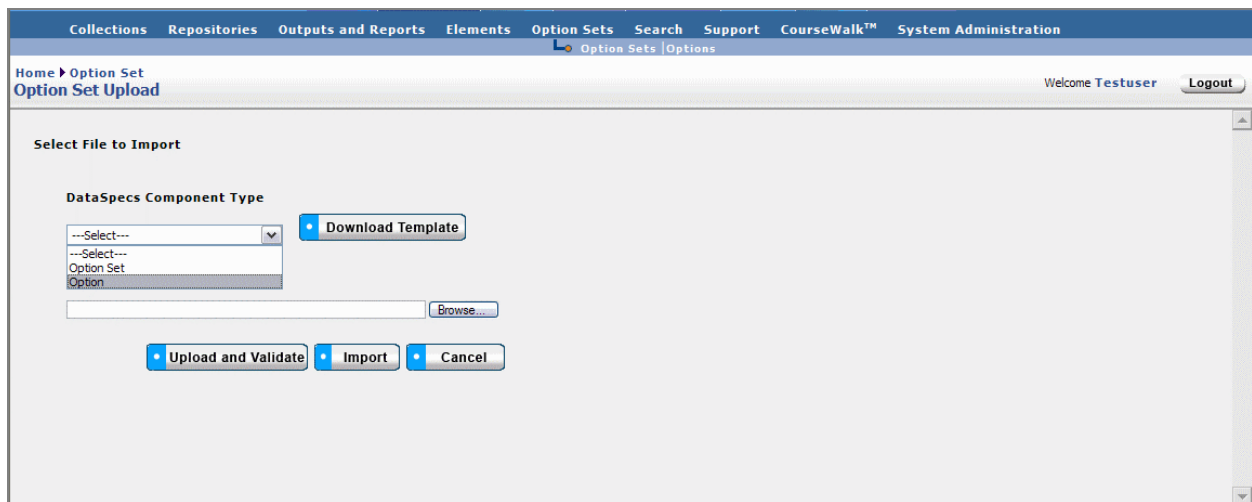 Collections Repositories Outputs and Reports Elements Option Sets Search Support CourseWalk™ System Administration
Option Sets |Options
Home Option Set
Option Set Upload
Welcome Testuser Logout
Select File to Import
DataSpecs Component Type
---Select---
Download Template
---Select---
Option Set
Option
Browse...
Upload and Validate Import Cancel